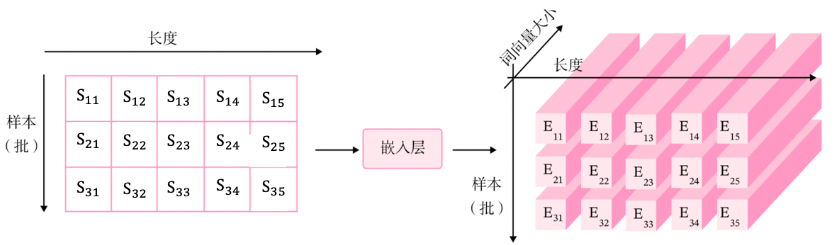 长度
样本
（批）
S11 S12 S13 S14 S15
S21 S22 S23 S24 S25
S31 S32 S33 S34 S35
嵌入层
词向量大小
长度
样本
（批）
E11 E12 E13 E14 E15
E21 E22 E23 E24 E25
E31 E32 E33 E34 E35